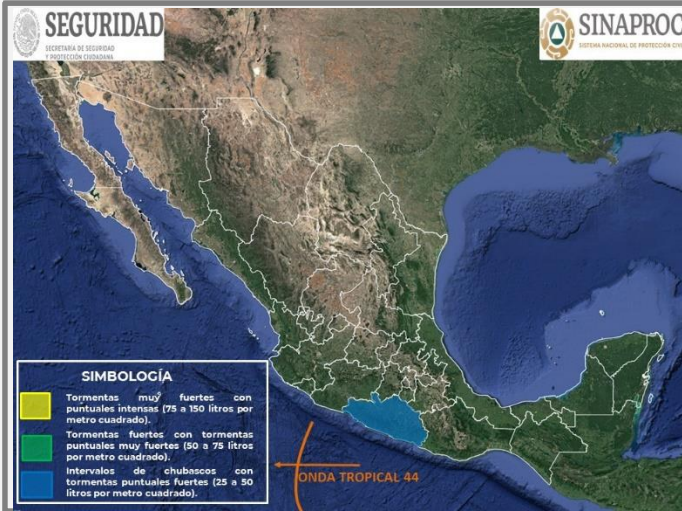 SEGURIDAD
SECRETARÍA DE SEGURIDAD
Y PROTECCIÓN CIUDADANA
SINAPROC
SISTEMA NACIONAL DE PROTECCIÓN CIVIL
SIMBOLOGÍA
Tormentas muy fuertes con
puntuales intensas (75 a 150 litros por
metro cuadrado).
Tormentas fuertes con tormentas
puntuales muy fuertes (50 a 75 litros
por metro cuadrado).
Intervalos de chubascos con
tormentas puntuales fuertes (25 a 50
litros por metro cuadrado).
ONDA TROPICAL 44